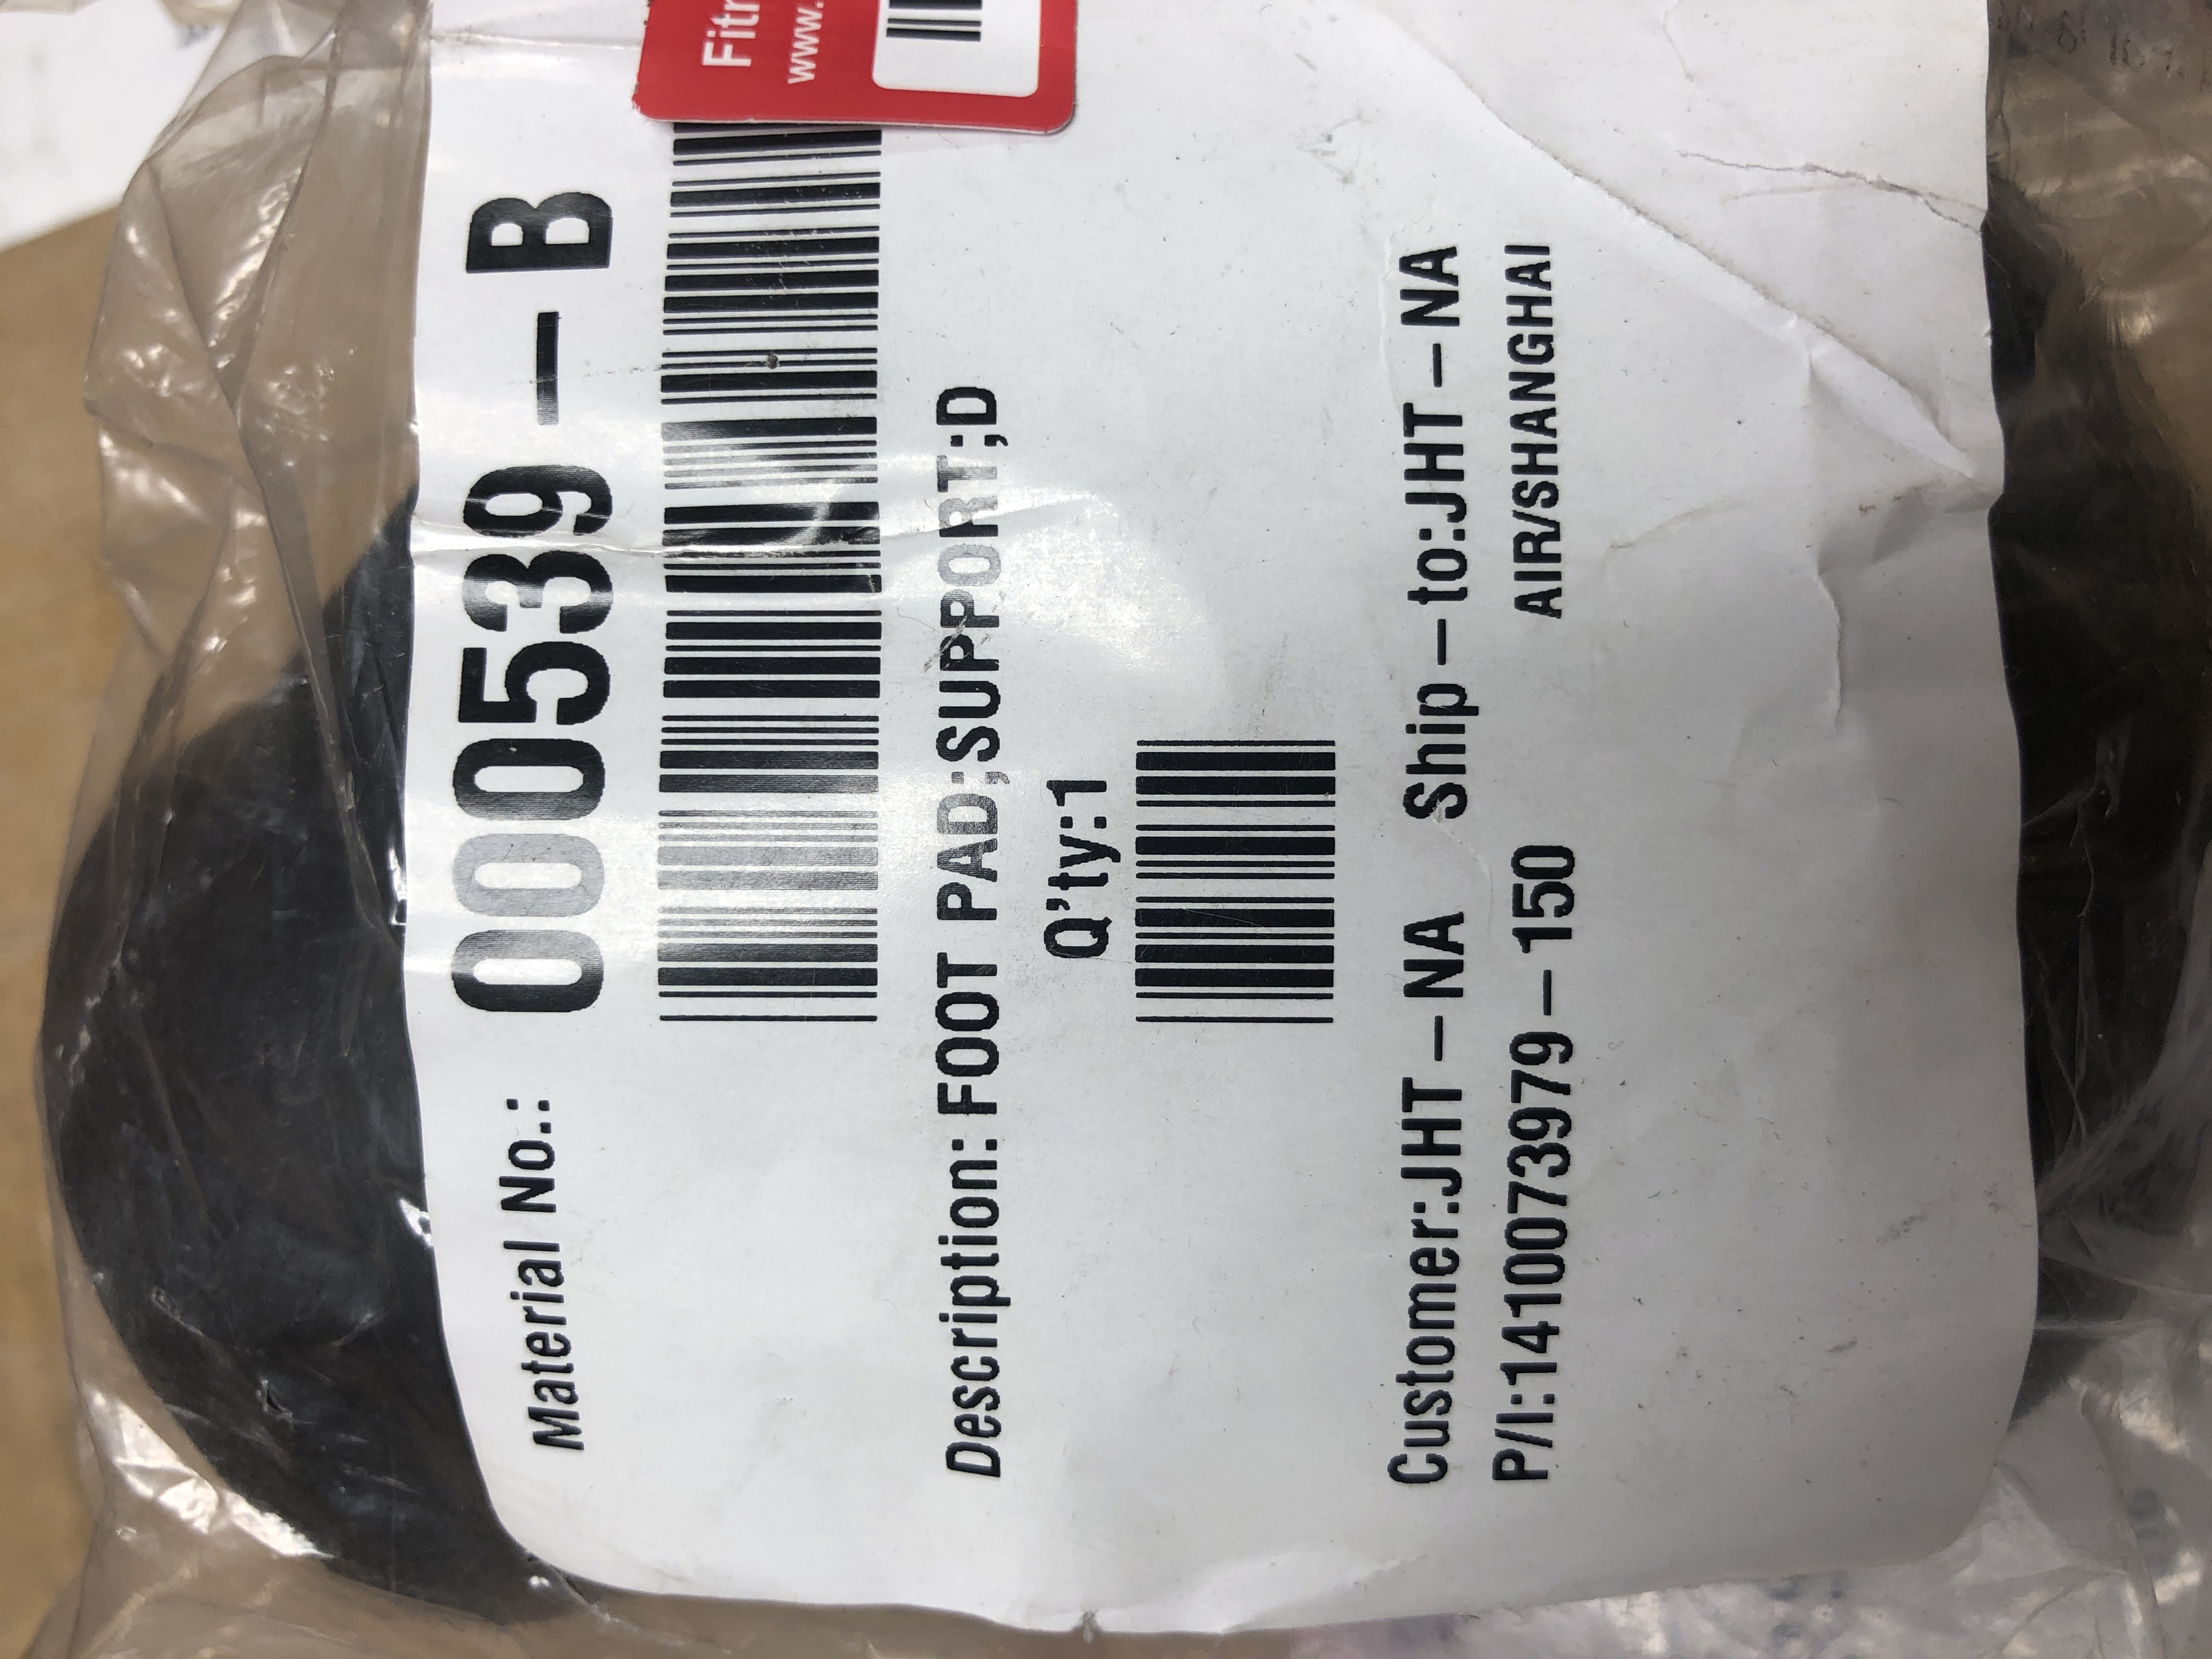 Material No.: 000539-B
Description: FOOT PAD;SUPPORT;D
Q'ty:1
Customer:JHT-NA Ship-to:JHT-NA
P/I:1410073979-150 AIR/SHANGHAI
www.